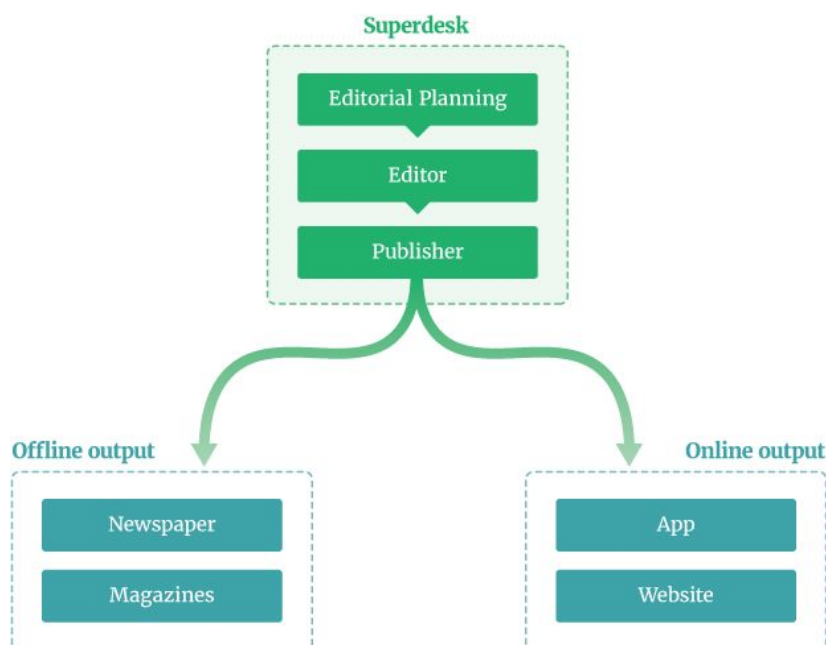 Superdesk
Editorial Planning
Editor
Publisher
Offline output
Newspaper
Magazines
Online output
App
Website